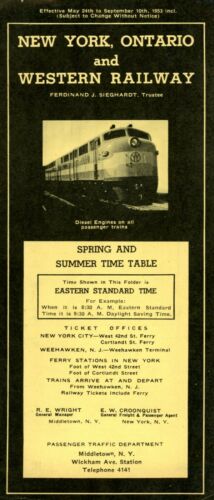 Effective May 24th to September 10th, 1953 incl.
(Subject to Change Without Notice)
NEW YORK, ONTARIO
and
WESTERN RAILWAY
FERDINAND J. SIEGHARDT, Trustee
Diesel Engines on all
passenger trains
SPRING AND
SUMMER TIME TABLE
Time Shown in This Folder is
EASTERN STANDARD TIME
For Example:
When it is 8:30 A. M. Eastern Standard
Time it is 9:30 A. M. Daylight Saving Time.
TICKET OFFICES
NEW YORK CITY—West 42nd St. Ferry
Cortlandt St. Ferry
WEEHAWKEN, N. J.—Weehawken Terminal
FERRY STATIONS IN NEW YORK
Foot of West 42nd Street
Foot of Cortlandt Street
TRAINS ARRIVE AT AND DEPART
From Weehawken, N. J.
Railway Tickets Include Ferry
R. E. WRIGHT
General Manager
Middletown, N. Y.
E. W. CROONQUIST
General Freight & Passenger Agent
New York, N. Y.
PASSENGER TRAFFIC DEPARTMENT
Middletown, N. Y.
Wickham Ave. Station
Telephone 4141